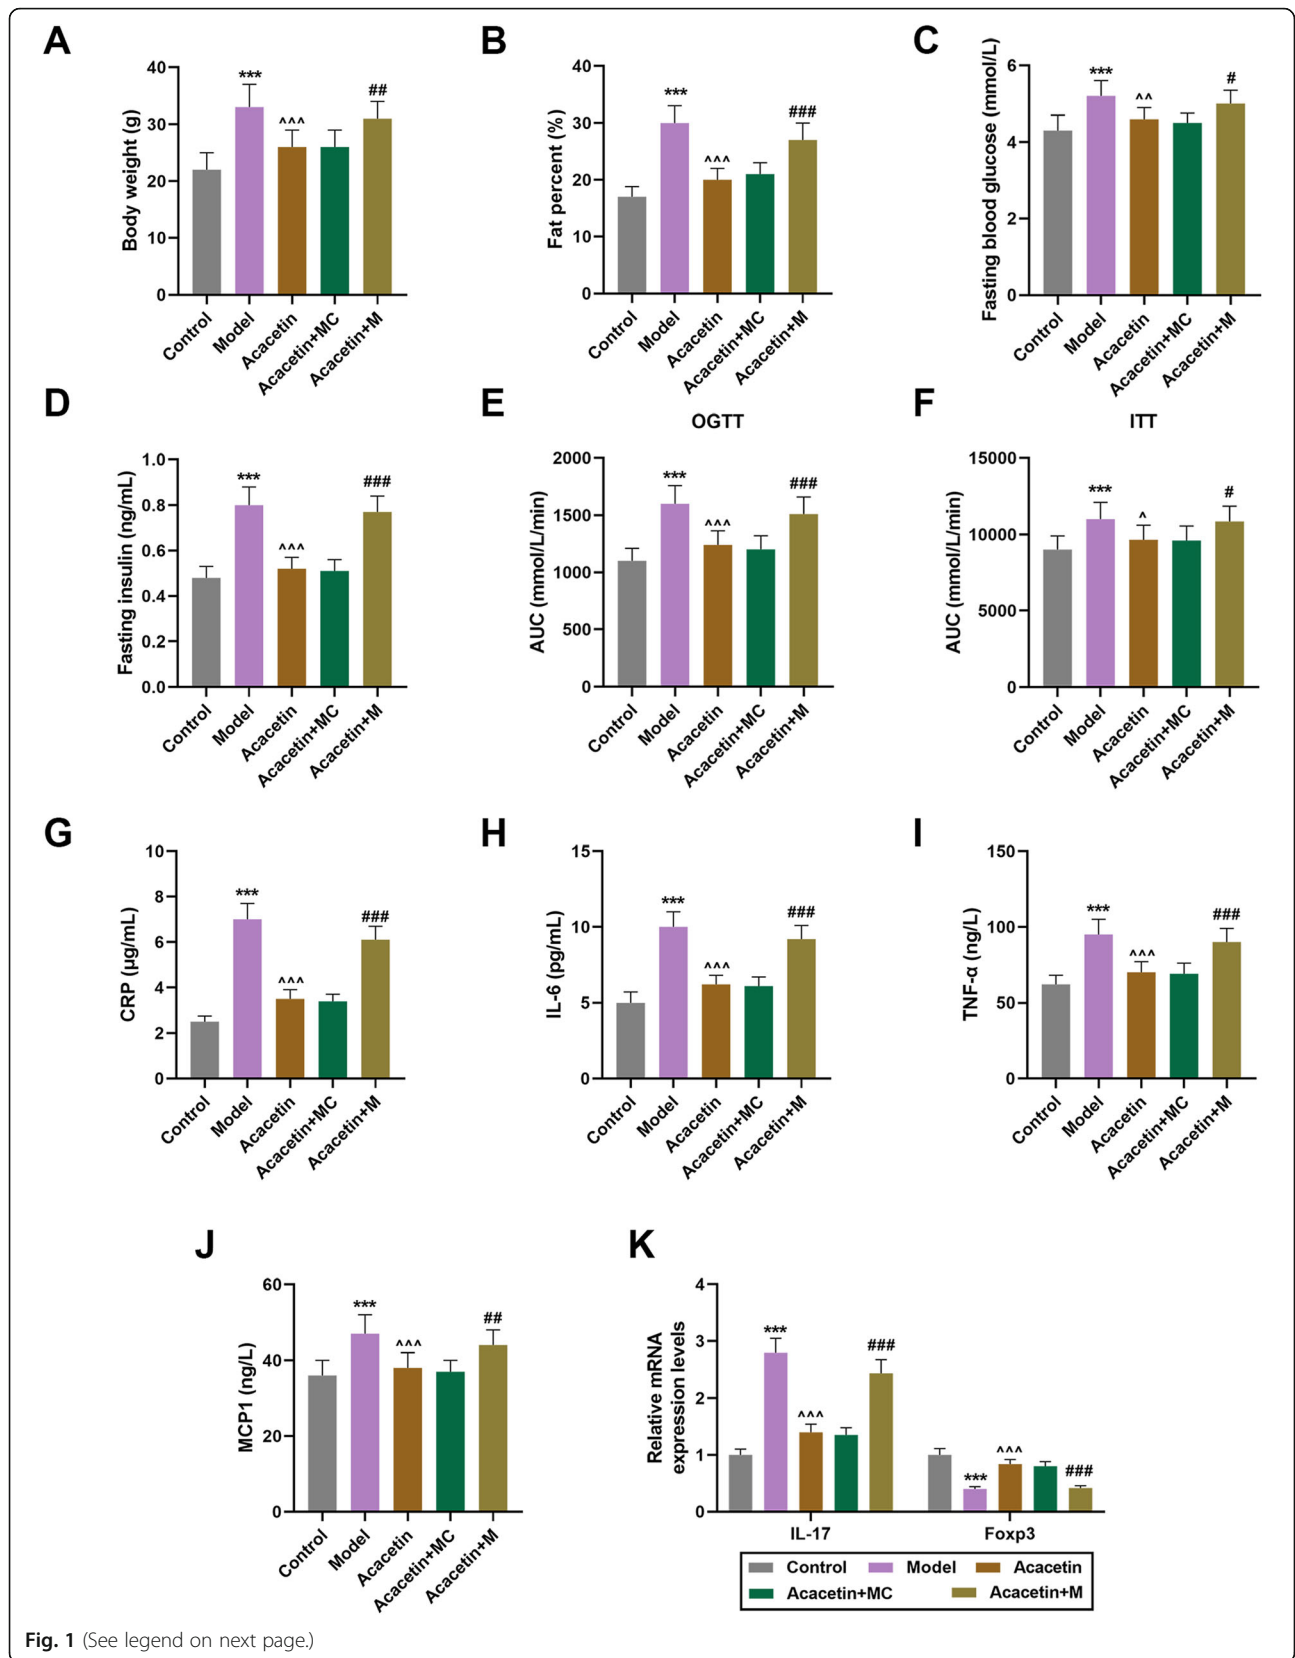 A
Body weight (g)
40
30
20
10
0
***
^^^
##
Control
Model
Acacetin
Acacetin+MC
Acacetin+M
B
Fat percent (%)
40
30
20
10
0
***
^^^
###
Control
Model
Acacetin
Acacetin+MC
Acacetin+M
C
Fasting blood glucose (mmol/L)
6
4
2
0
***
^^
#
Control
Model
Acacetin
Acacetin+MC
Acacetin+M
D
Fasting insulin (ng/mL)
1.0
0.8
0.6
0.4
0.2
0.0
***
^^^
###
Control
Model
Acacetin
Acacetin+MC
Acacetin+M
E
OGTT
AUC (mmol/L/min)
2000
1500
1000
500
0
***
^^^
###
Control
Model
Acacetin
Acacetin+MC
Acacetin+M
F
ITT
AUC (mmol/L/min)
15000
10000
5000
0
***
^
#
Control
Model
Acacetin
Acacetin+MC
Acacetin+M
G
CRP (μg/mL)
10
8
6
4
2
0
***
^^^
###
Control
Model
Acacetin
Acacetin+MC
Acacetin+M
H
IL-6 (pg/mL)
15
10
5
0
***
^^^
###
Control
Model
Acacetin
Acacetin+MC
Acacetin+M
I
TNF-α (ng/L)
150
100
50
0
***
^^^
###
Control
Model
Acacetin
Acacetin+MC
Acacetin+M
J
MCP1 (ng/L)
60
40
20
0
***
^^^
##
Control
Model
Acacetin
Acacetin+MC
Acacetin+M
K
Relative mRNA
expression levels
4
3
2
1
0
***
^^^
###
***
^^^
###
IL-17
Foxp3
Control
Model
Acacetin
Acacetin+MC
Acacetin+M
Fig. 1 (See legend on next page.)